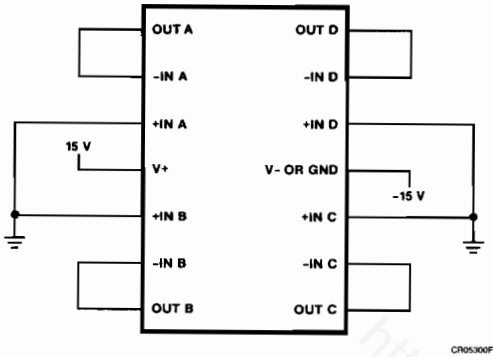 OUT A OUT D
-IN A -IN D
+IN A +IN D
15 V
V+ V- OR GND
-15 V
+IN B +IN C
-IN B -IN C
OUT B OUT C
CR05300F